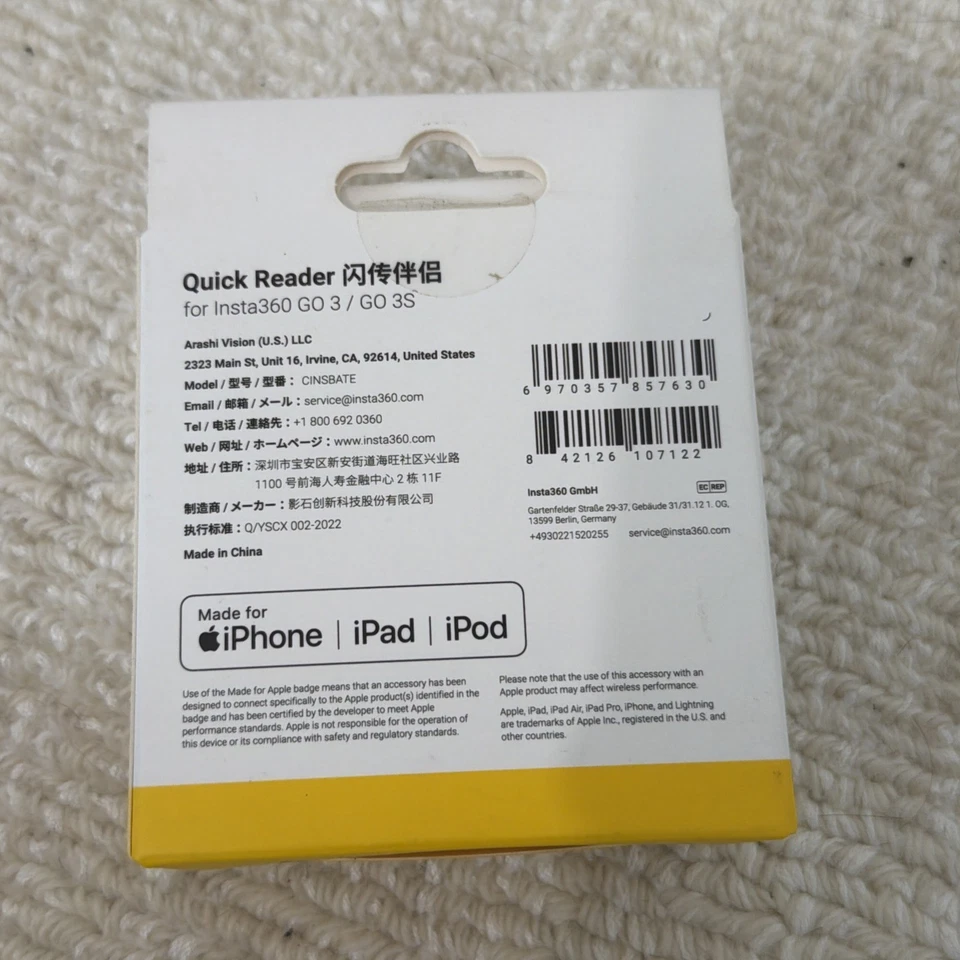 Quick Reader 闪传伴侣
for Insta360 GO 3 / GO 3S
Arashi Vision (U.S.) LLC
2323 Main St, Unit 16, Irvine, CA, 92614, United States
Model / 型号 / 型番： CINSBATE
Email / 邮箱 / メール：service@insta360.com
Tel / 电话 / 連絡先：+1 800 692 0360
Web / 网址 / ホームページ：www.insta360.com
地址 / 住所：深圳市宝安区新安街道海旺社区兴业路
1100 号前海人寿金融中心 2 栋 11F
制造商 / メーカー：影石创新科技股份有限公司
执行标准：Q/YSCX 002-2022
Made in China
6 970357 857630
8 42126 107122
Insta360 GmbH EC REP
Gartenfelder Straße 29-37, Gebäude 31/31.12 1. OG,
13599 Berlin, Germany
+4930221520255 service@insta360.com
Made for
iPhone | iPad | iPod
Use of the Made for Apple badge means that an accessory has been
designed to connect specifically to the Apple product(s) identified in the
badge and has been certified by the developer to meet Apple
performance standards. Apple is not responsible for the operation of
this device or its compliance with safety and regulatory standards.
Please note that the use of this accessory with an
Apple product may affect wireless performance.
Apple, iPad, iPad Air, iPad Pro, iPhone, and Lightning
are trademarks of Apple Inc., registered in the U.S. and
other countries.